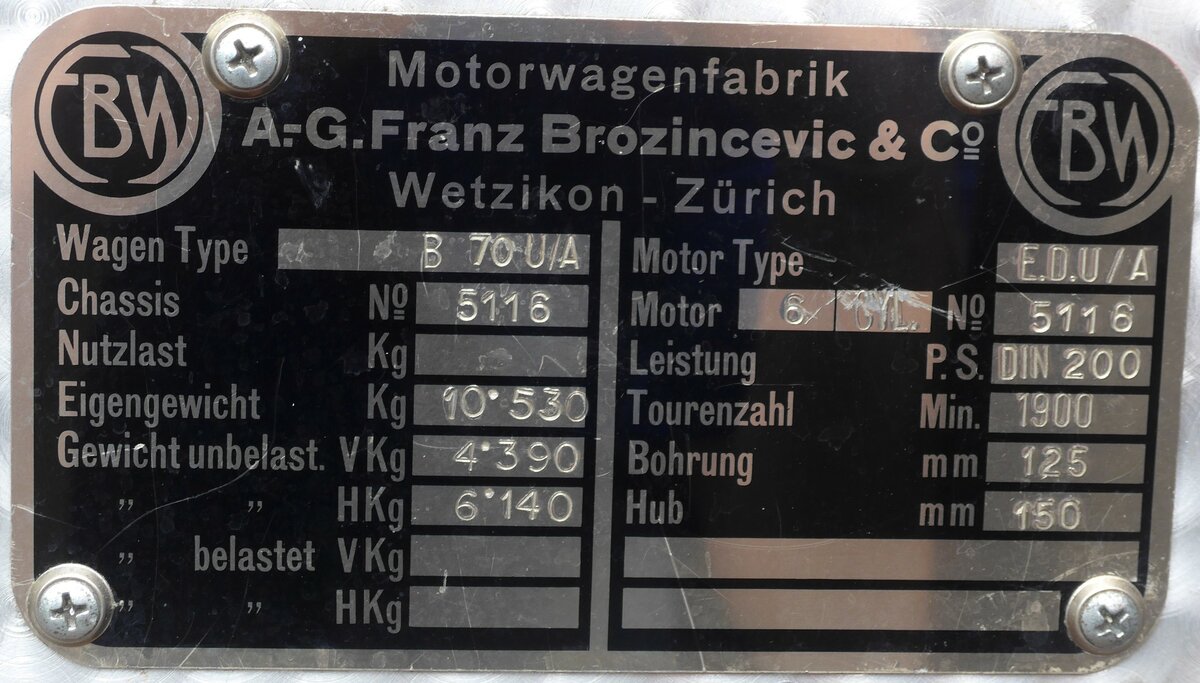 FBW
FBW
Motorwagenfabrik
A.-G. Franz Brozincevic & Cº
Wetzikon - Zürich
Wagen Type B 70 U/A
Chassis Nº 5116
Nutzlast Kg
Eigengewicht Kg 10·530
Gewicht unbelast. V Kg 4·390
" " H Kg 6·140
" belastet V Kg
" " H Kg
Motor Type E.D.U/A
Motor 6 CYL. Nº 5116
Leistung P.S. DIN 200
Tourenzahl Min. 1900
Bohrung mm 125
Hub mm 150